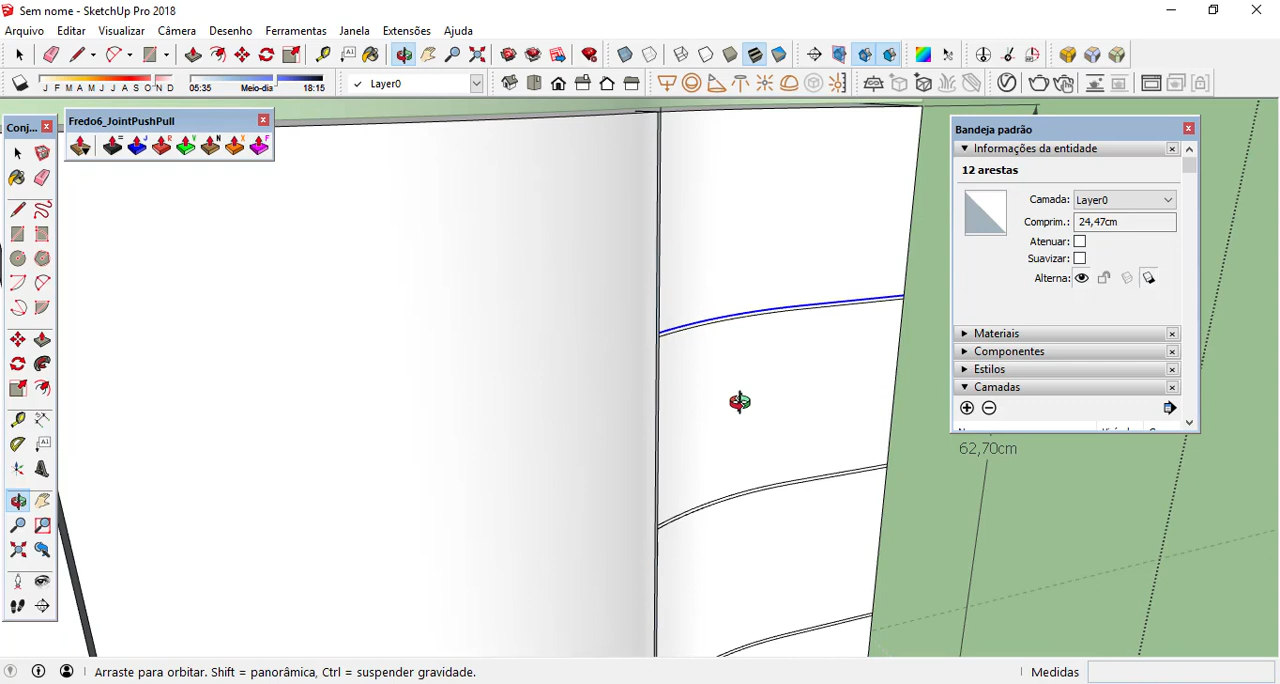 Sem nome - SketchUp Pro 2018
Arquivo Editar Visualizar Câmera Desenho Ferramentas Janela Extensões Ajuda
J F M A M J J A S O N D
05:35 Meio-dia 18:15
Layer0
Conj...
Fredo6_JointPushPull
Bandeja padrão
Informações da entidade
12 arestas
Camada: Layer0
Comprim.: 24,47cm
Atenuar:
Suavizar:
Alterna:
Materiais
Componentes
Estilos
Camadas
62,70cm
Arraste para orbitar. Shift = panorâmica, Ctrl = suspender gravidade.
Medidas